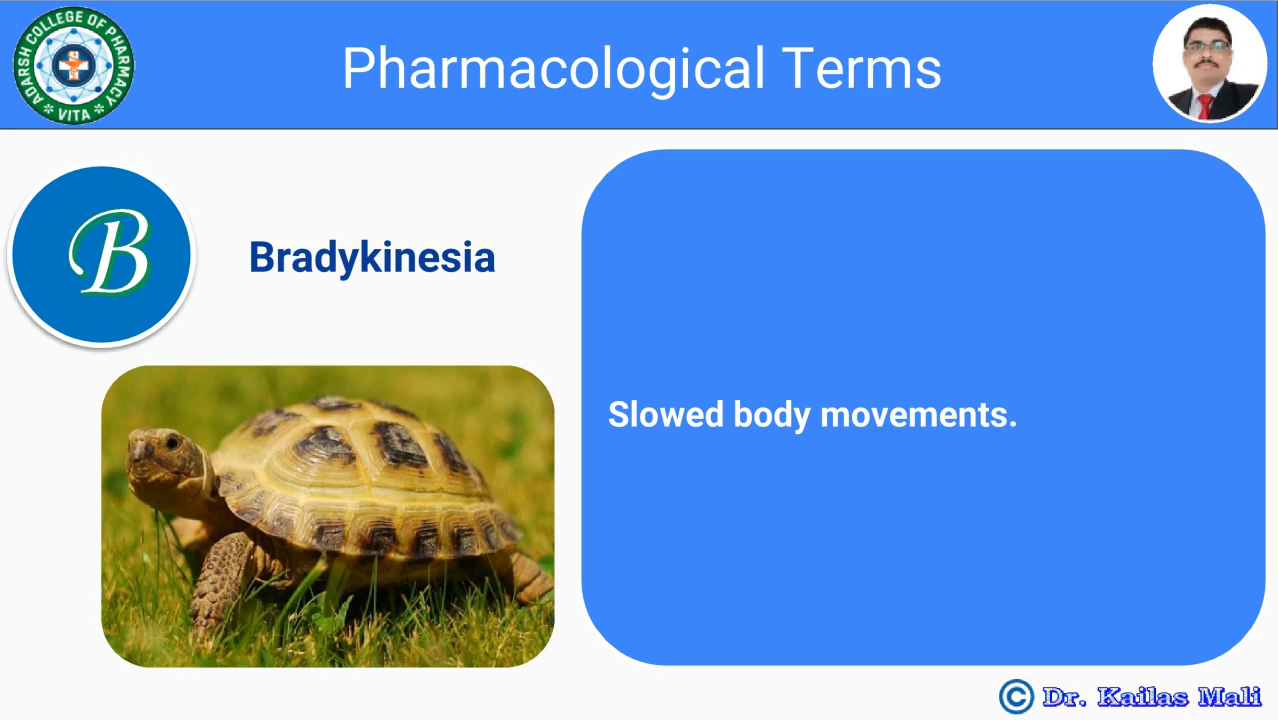 ADARSH COLLEGE OF PHARMACY
VITA
Pharmacological Terms
B
Bradykinesia
Slowed body movements.
© Dr. Kailas Mali